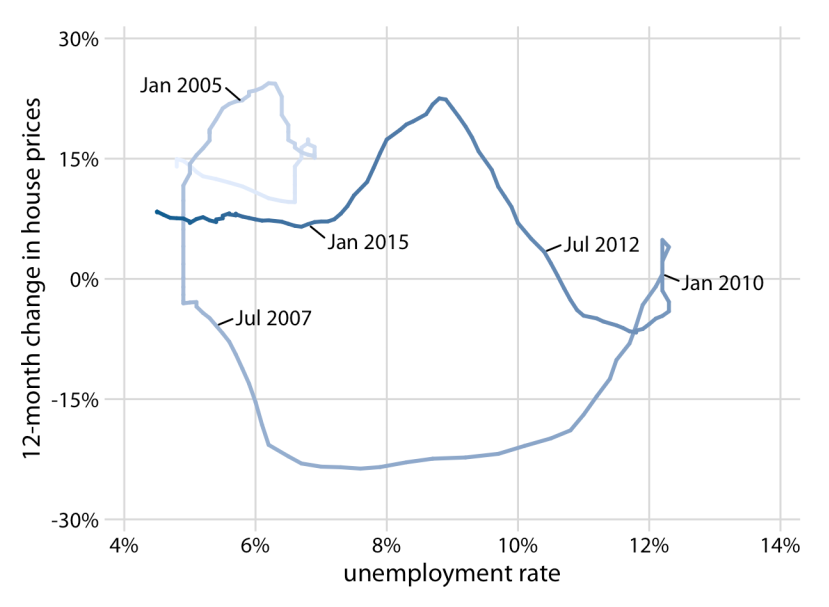 30%
Jan 2005
15%
Jul 2012
Jan 2015
0%
Jan 2010
Jul 2007
-15%
-30%
4%
6%
8%
10%
12%
14%
unemployment rate
12-month change in house prices